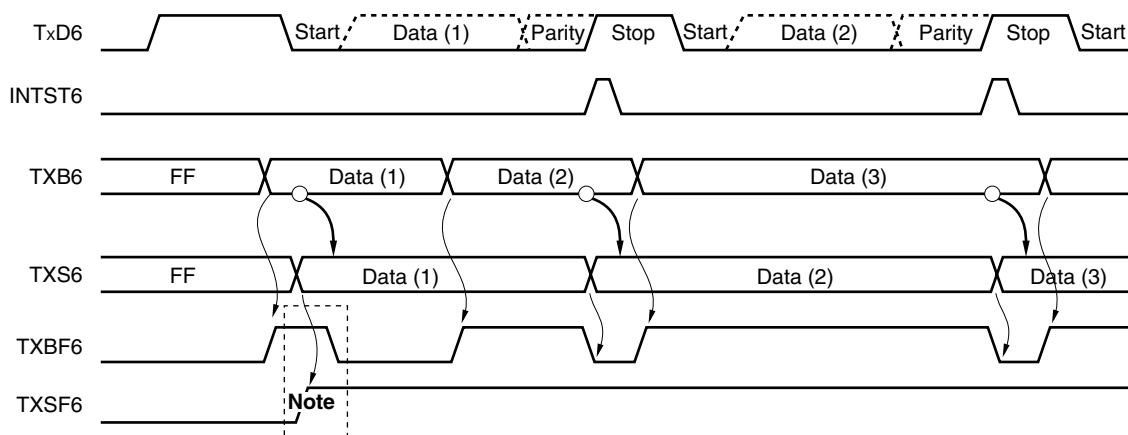 TxD6 Start Data (1) Parity Stop Start Data (2) Parity Stop Start
INTST6
TXB6 FF Data (1) Data (2) Data (3)
TXS6 FF Data (1) Data (2) Data (3)
TXBF6
TXSF6 Note